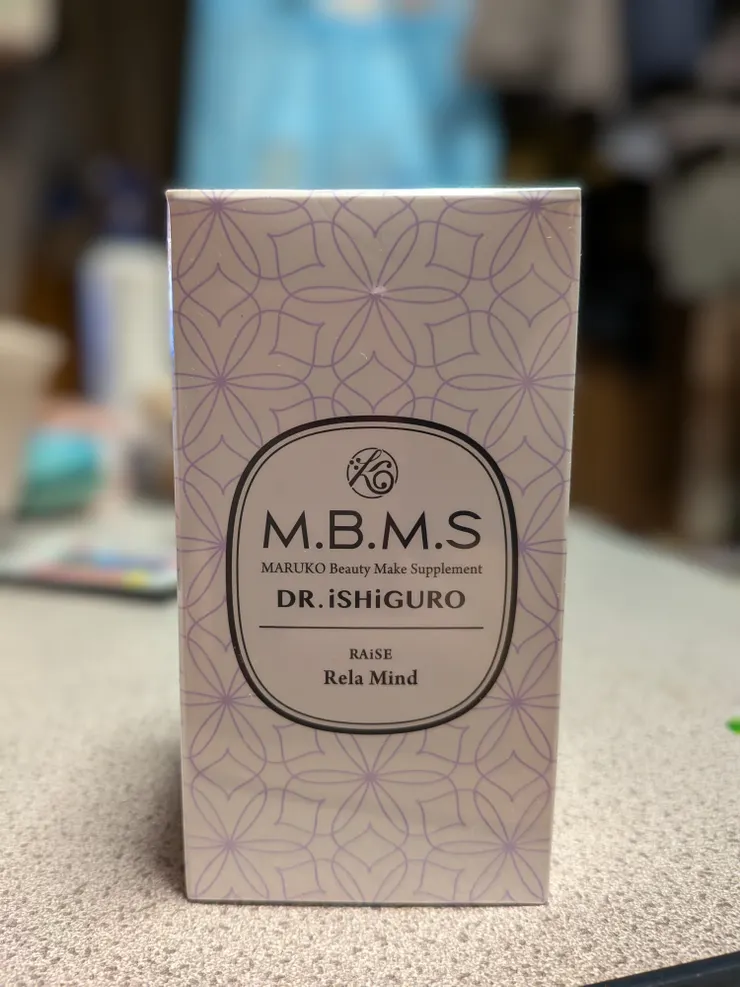 M.B.M.S
MARUKO Beauty Make Supplement
DR.iSHiGURO
RAiSE
Rela Mind